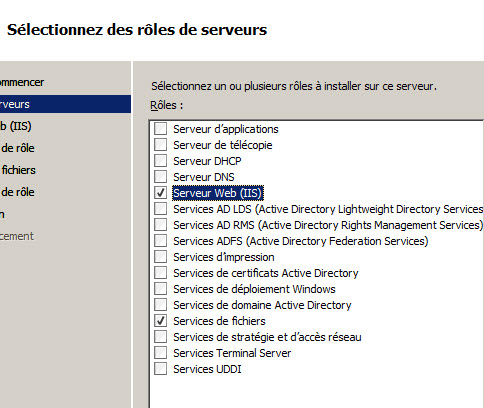 Sélectionnez des rôles de serveurs
ommencer
erveurs
b (IIS)
de rôle
fichiers
de rôle
n
cement
Sélectionnez un ou plusieurs rôles à installer sur ce serveur.
Rôles :
Serveur d'applications
Serveur de télécopie
Serveur DHCP
Serveur DNS
Serveur Web (IIS)
Services AD LDS (Active Directory Lightweight Directory Services
Services AD RMS (Active Directory Rights Management Services)
Services ADFS (Active Directory Federation Services)
Services d'impression
Services de certificats Active Directory
Services de déploiement Windows
Services de domaine Active Directory
Services de fichiers
Services de stratégie et d'accès réseau
Services Terminal Server
Services UDDI